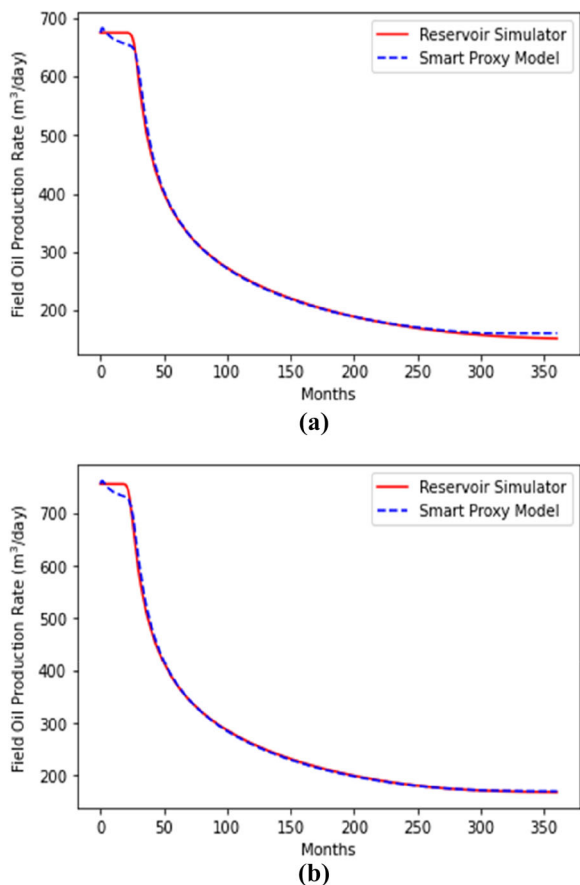 700
600
500
400
300
200
Field Oil Production Rate (m³/day)
Reservoir Simulator
Smart Proxy Model
0 50 100 150 200 250 300 350
Months
(a)
700
600
500
400
300
200
Field Oil Production Rate (m³/day)
Reservoir Simulator
Smart Proxy Model
0 50 100 150 200 250 300 350
Months
(b)